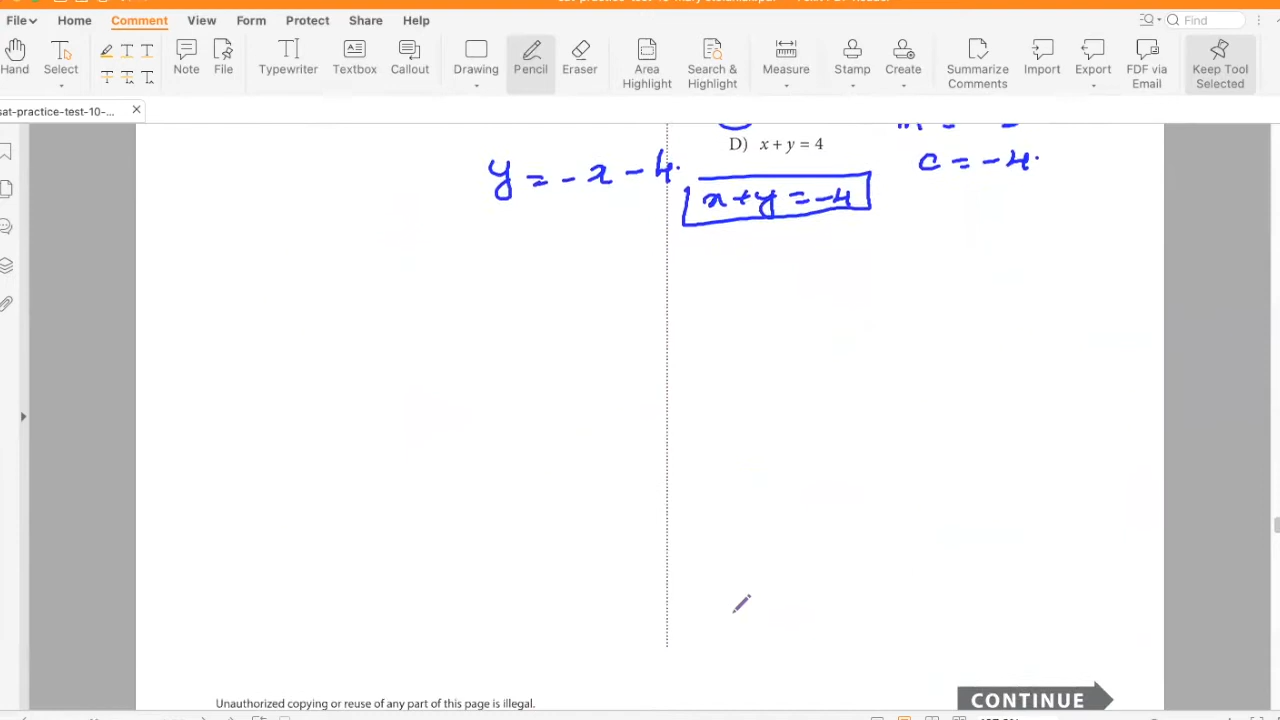 File Home Comment View Form Protect Share Help Find
Hand Select Note File Typewriter Textbox Callout Drawing Pencil Eraser Area Highlight Search & Highlight Measure Stamp Create Summarize Comments Import Export PDF via Email Keep Tool Selected
sat-practice-test-10-...
D) x + y = 4
c = -4.
y = -x - 4.
x + y = -4
Unauthorized copying or reuse of any part of this page is illegal.
CONTINUE